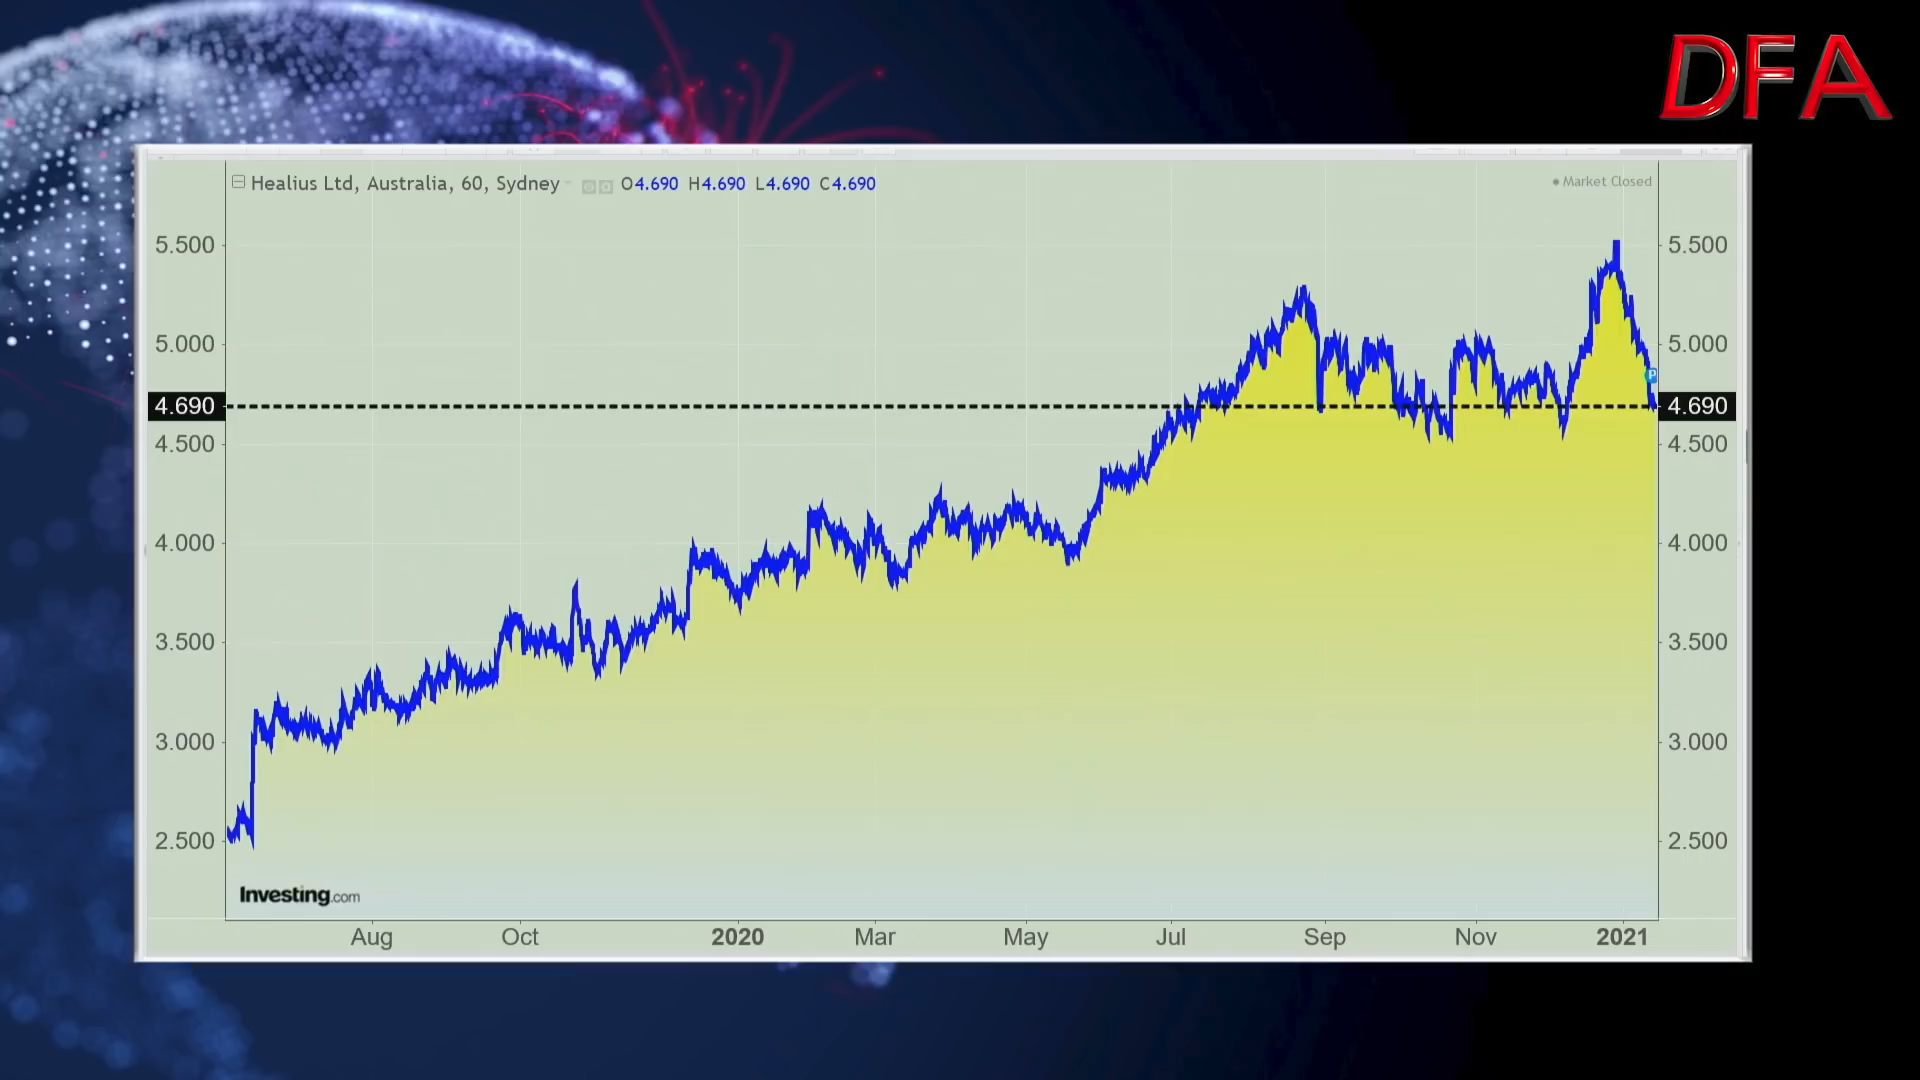 DFA
Healius Ltd, Australia, 60, Sydney O4.690 H4.690 L4.690 C4.690
Market Closed
5.500 5.500
5.000 5.000
4.690 4.690
4.500 4.500
4.000 4.000
3.500 3.500
3.000 3.000
2.500 2.500
P
Investing.com
Aug Oct 2020 Mar May Jul Sep Nov 2021